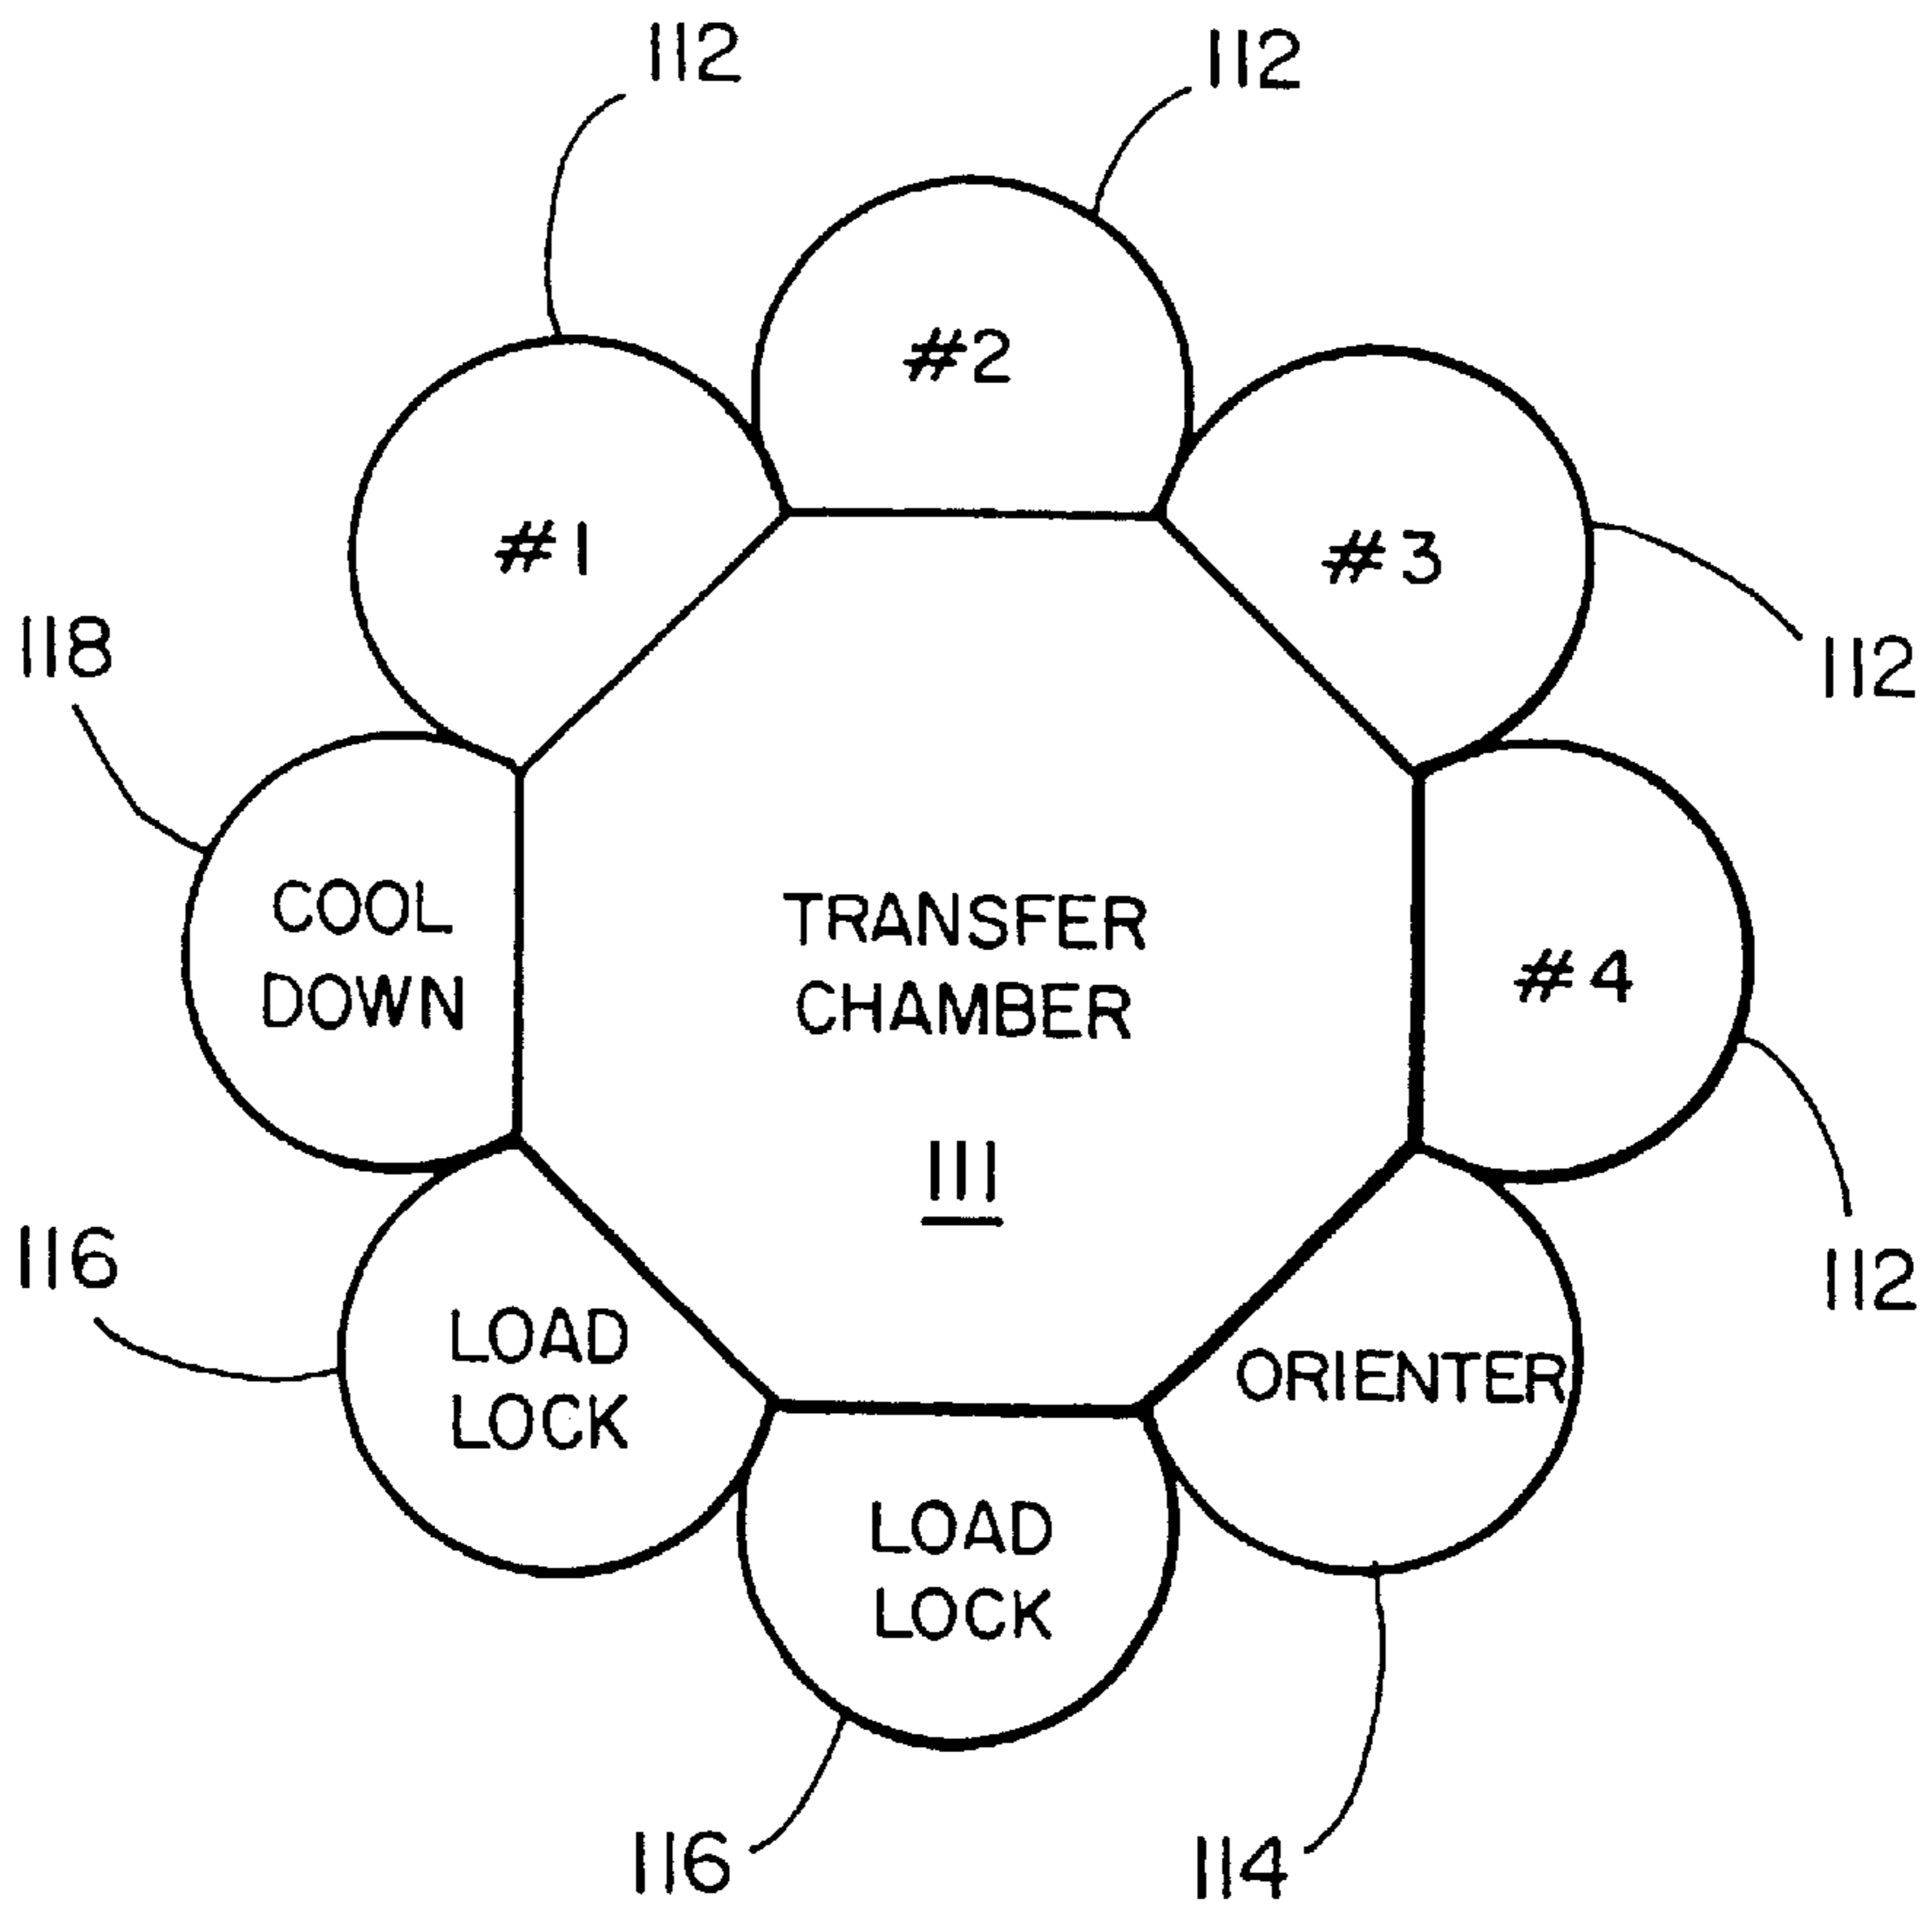 112
112
#2
#1
#3
118
112
COOL
DOWN
TRANSFER
CHAMBER
#4
111
116
112
LOAD
LOCK
ORIENTER
LOAD
LOCK
116
114